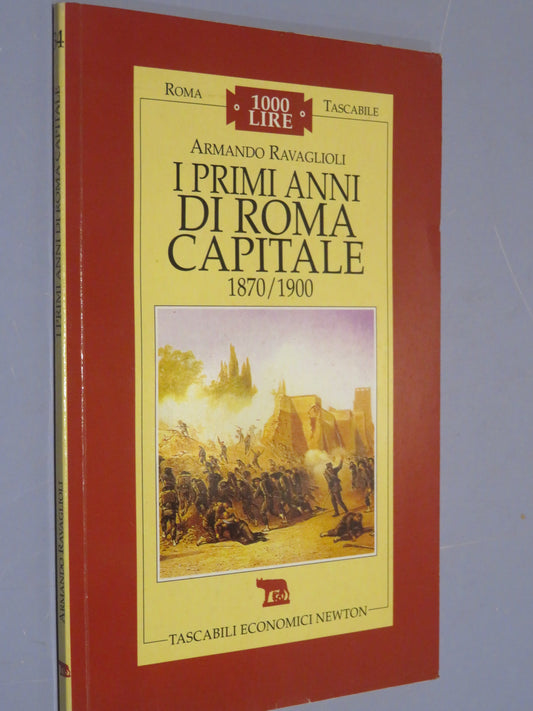 ROMA
1000
LIRE
TASCABILE
ARMANDO RAVAGLIOLI
I PRIMI ANNI
DI ROMA
CAPITALE
1870/1900
TASCABILI ECONOMICI NEWTON
ARMANDO RAVAGLIOLI
I PRIMI ANNI DI ROMA CAPITALE